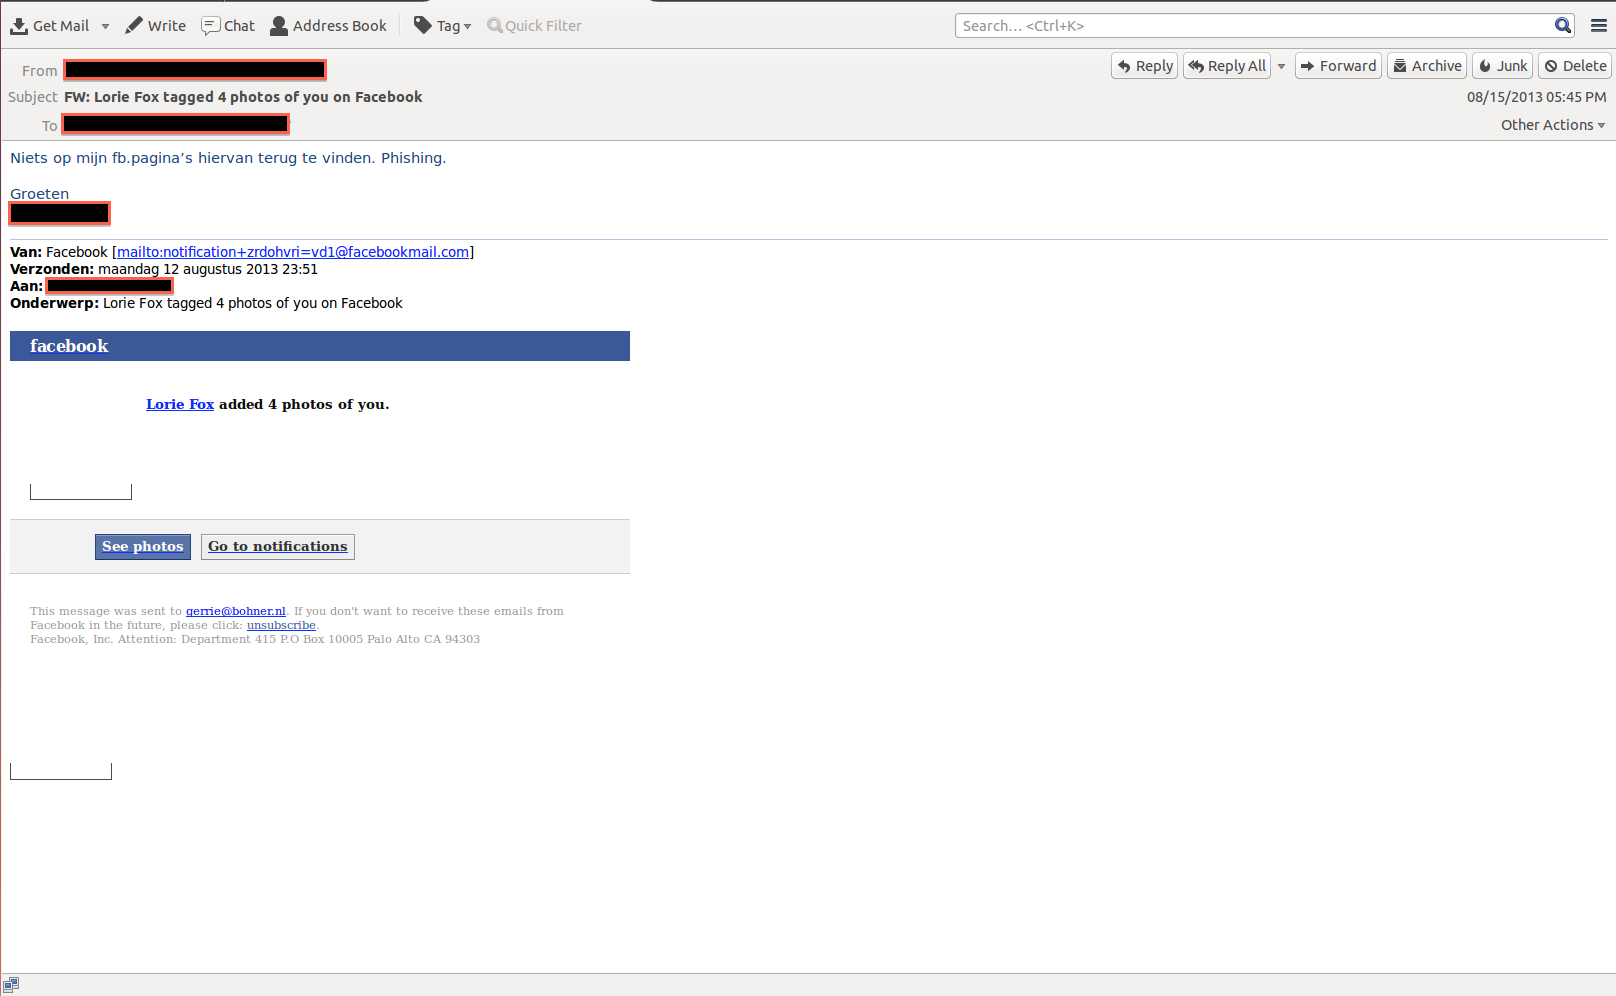 Get Mail Write Chat Address Book Tag Quick Filter Search... <Ctrl+K>
From Reply Reply All Forward Archive Junk Delete
Subject FW: Lorie Fox tagged 4 photos of you on Facebook 08/15/2013 05:45 PM
To Other Actions
Niets op mijn fb.pagina’s hiervan terug te vinden. Phishing.
Groeten
Van: Facebook [mailto:notification+zrdohvri=vd1@facebookmail.com]
Verzonden: maandag 12 augustus 2013 23:51
Aan:
Onderwerp: Lorie Fox tagged 4 photos of you on Facebook
facebook
Lorie Fox added 4 photos of you.
See photos Go to notifications
This message was sent to gerrie@bohner.nl. If you don't want to receive these emails from
Facebook in the future, please click: unsubscribe.
Facebook, Inc. Attention: Department 415 P.O Box 10005 Palo Alto CA 94303